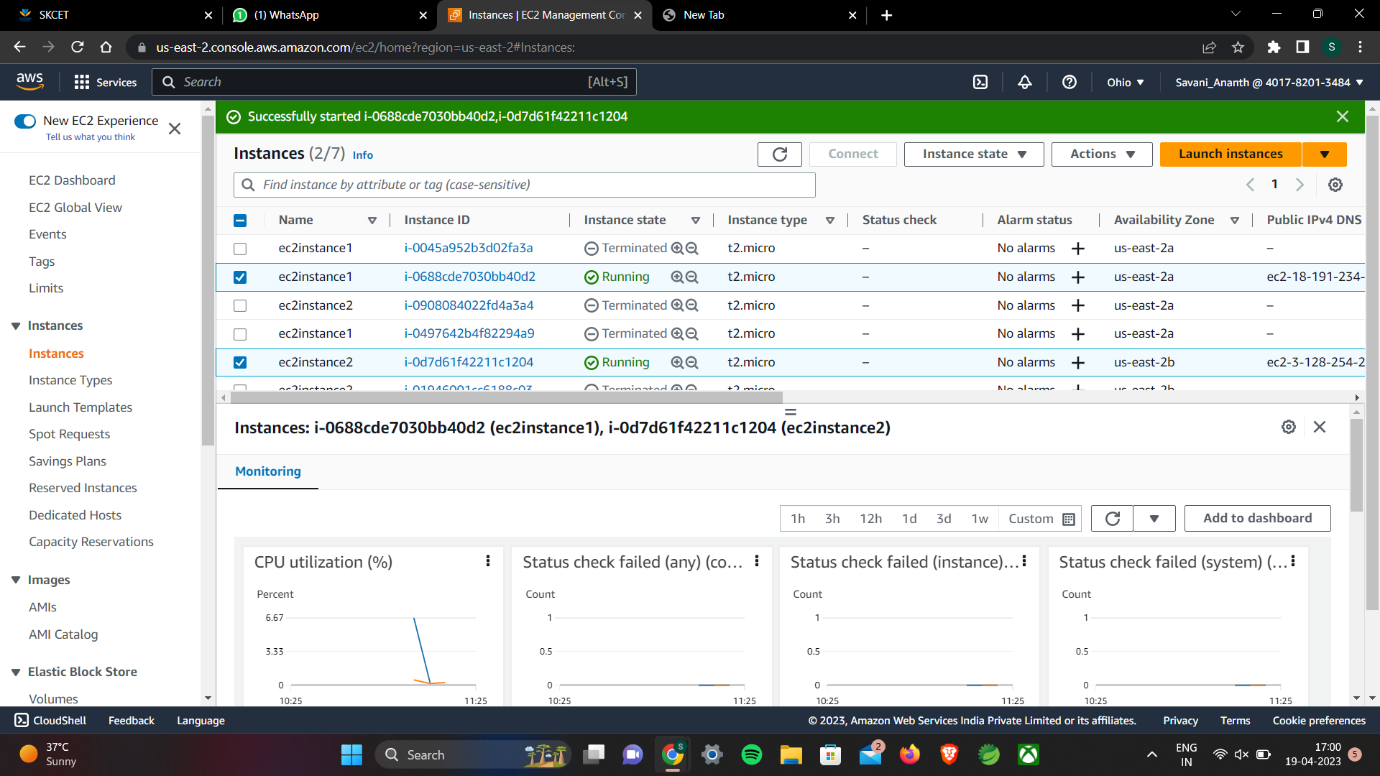 SKCET
(1) WhatsApp
Instances | EC2 Management Con
New Tab
us-east-2.console.aws.amazon.com/ec2/home?region=us-east-2#Instances:
S
aws
Services
Search
[Alt+S]
Ohio
Savani_Ananth @ 4017-8201-3484
New EC2 Experience
Tell us what you think
EC2 Dashboard
EC2 Global View
Events
Tags
Limits
Instances
Instances
Instance Types
Launch Templates
Spot Requests
Savings Plans
Reserved Instances
Dedicated Hosts
Capacity Reservations
Images
AMIs
AMI Catalog
Elastic Block Store
Volumes
Successfully started i-0688cde7030bb40d2,i-0d7d61f42211c1204
Instances (2/7) Info
Connect
Instance state
Actions
Launch instances
Find instance by attribute or tag (case-sensitive)
1
Name Instance ID Instance state Instance type Status check Alarm status Availability Zone Public IPv4 DNS
ec2instance1 i-0045a952b3d02fa3a Terminated t2.micro – No alarms us-east-2a –
ec2instance1 i-0688cde7030bb40d2 Running t2.micro – No alarms us-east-2a ec2-18-191-234-
ec2instance2 i-0908084022fd4a3a4 Terminated t2.micro – No alarms us-east-2a –
ec2instance1 i-0497642b4f82294a9 Terminated t2.micro – No alarms us-east-2a –
ec2instance2 i-0d7d61f42211c1204 Running t2.micro – No alarms us-east-2b ec2-3-128-254-2
ec2instance2 Terminated t2.micro No alarms us-east-2b
Instances: i-0688cde7030bb40d2 (ec2instance1), i-0d7d61f42211c1204 (ec2instance2)
Monitoring
1h 3h 12h 1d 3d 1w Custom
Add to dashboard
CPU utilization (%)
Percent
6.67
3.33
0
10:25 11:25
Status check failed (any) (co...
Count
1
0.5
0
10:25 11:25
Status check failed (instance)...
Count
1
0.5
0
10:25 11:25
Status check failed (system) (...
Count
1
0.5
0
10:25 11:25
CloudShell
Feedback
Language
© 2023, Amazon Web Services India Private Limited or its affiliates.
Privacy
Terms
Cookie preferences
37°C
Sunny
Search
S
2
ENG
IN
17:00
19-04-2023
5